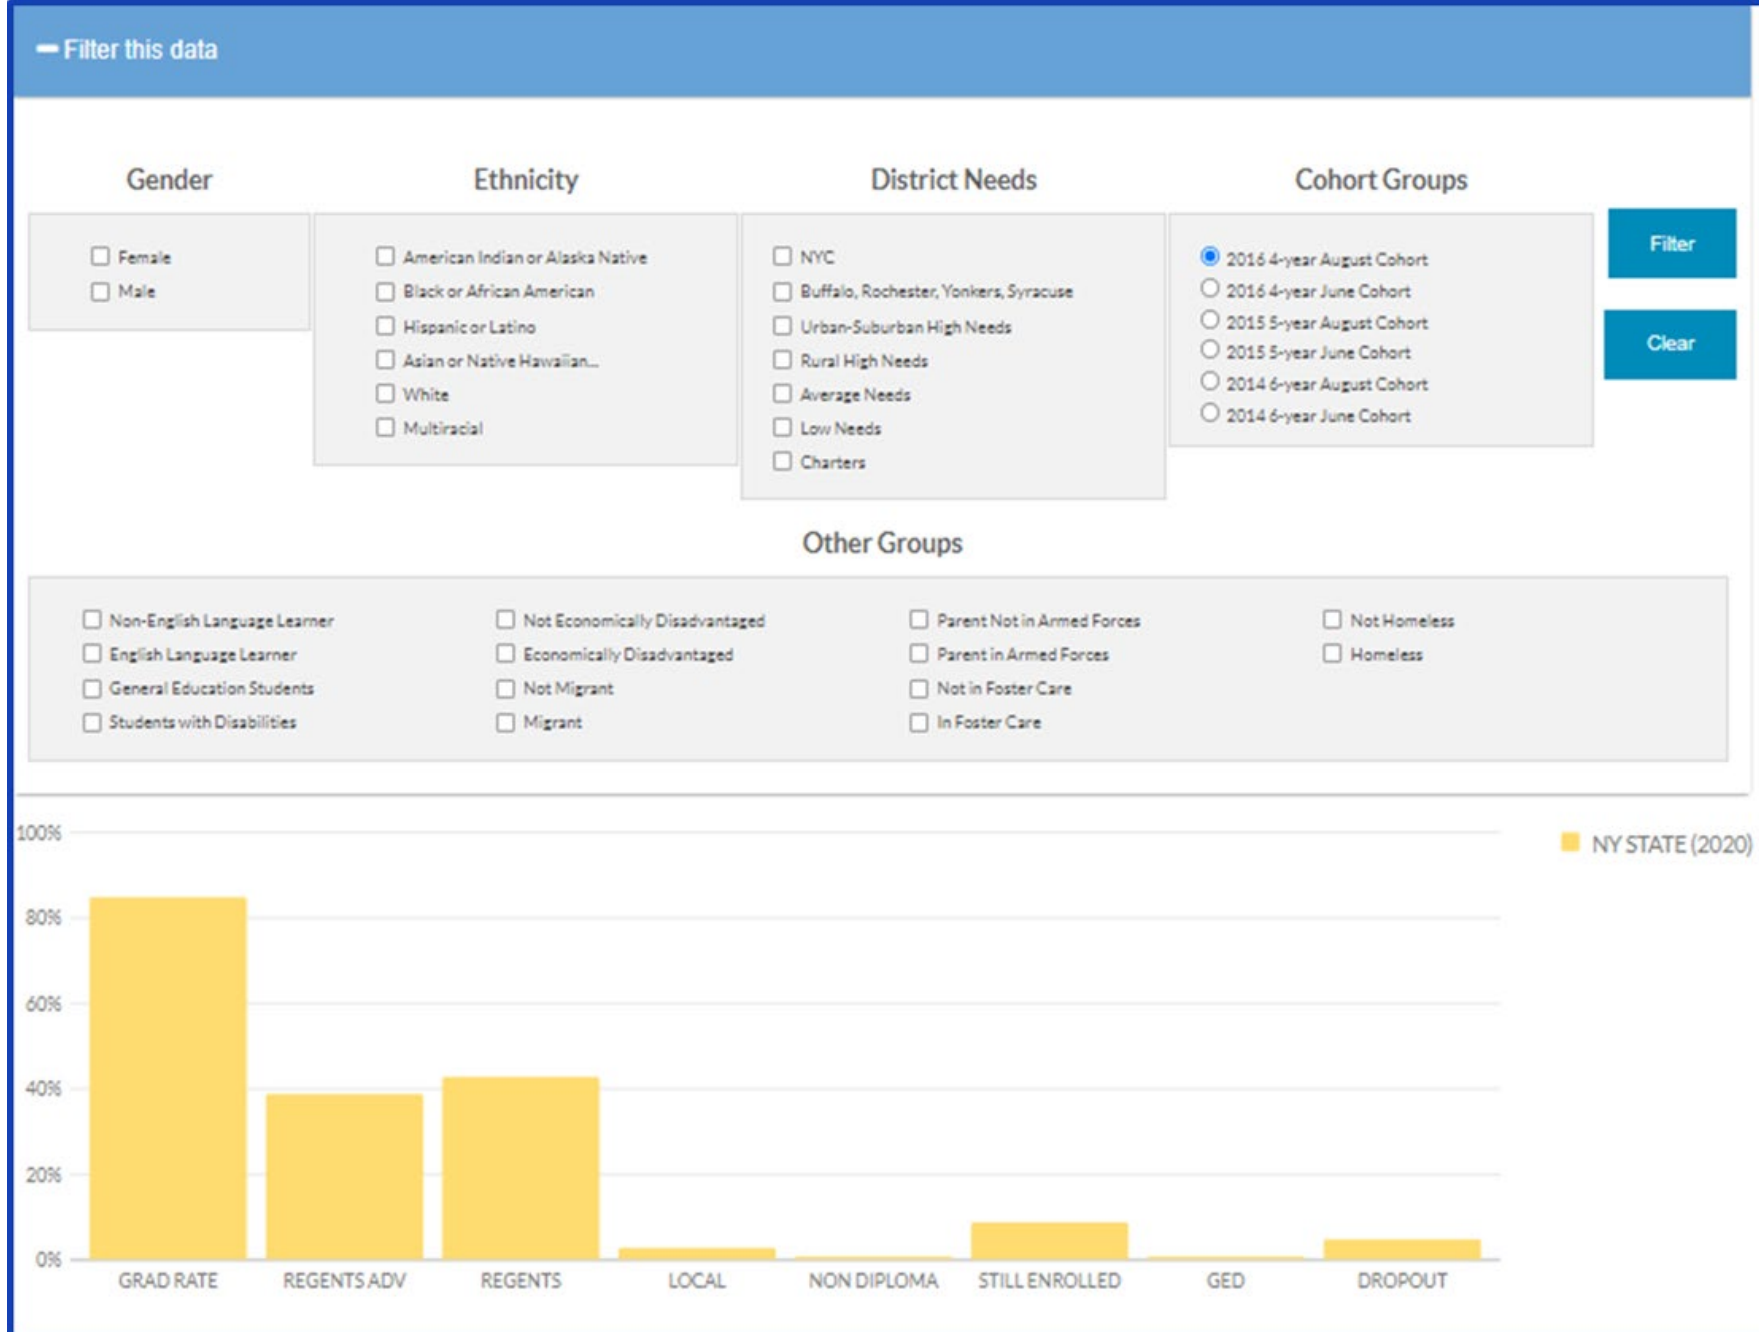 Filter this data
Gender
Female
Male
Ethnicity
American Indian or Alaska Native
Black or African American
Hispanic or Latino
Asian or Native Hawaiian...
White
Multiracial
District Needs
NYC
Buffalo, Rochester, Yonkers, Syracuse
Urban-Suburban High Needs
Rural High Needs
Average Needs
Low Needs
Charters
Cohort Groups
2016 4-year August Cohort
2016 4-year June Cohort
2015 5-year August Cohort
2015 5-year June Cohort
2014 6-year August Cohort
2014 6-year June Cohort
Filter
Clear
Other Groups
Non-English Language Learner
English Language Learner
General Education Students
Students with Disabilities
Not Economically Disadvantaged
Economically Disadvantaged
Not Migrant
Migrant
Parent Not in Armed Forces
Parent in Armed Forces
Not in Foster Care
In Foster Care
Not Homeless
Homeless
100%
80%
60%
40%
20%
0%
GRAD RATE
REGENTS ADV
REGENTS
LOCAL
NON DIPLOMA
STILL ENROLLED
GED
DROPOUT
NY STATE (2020)